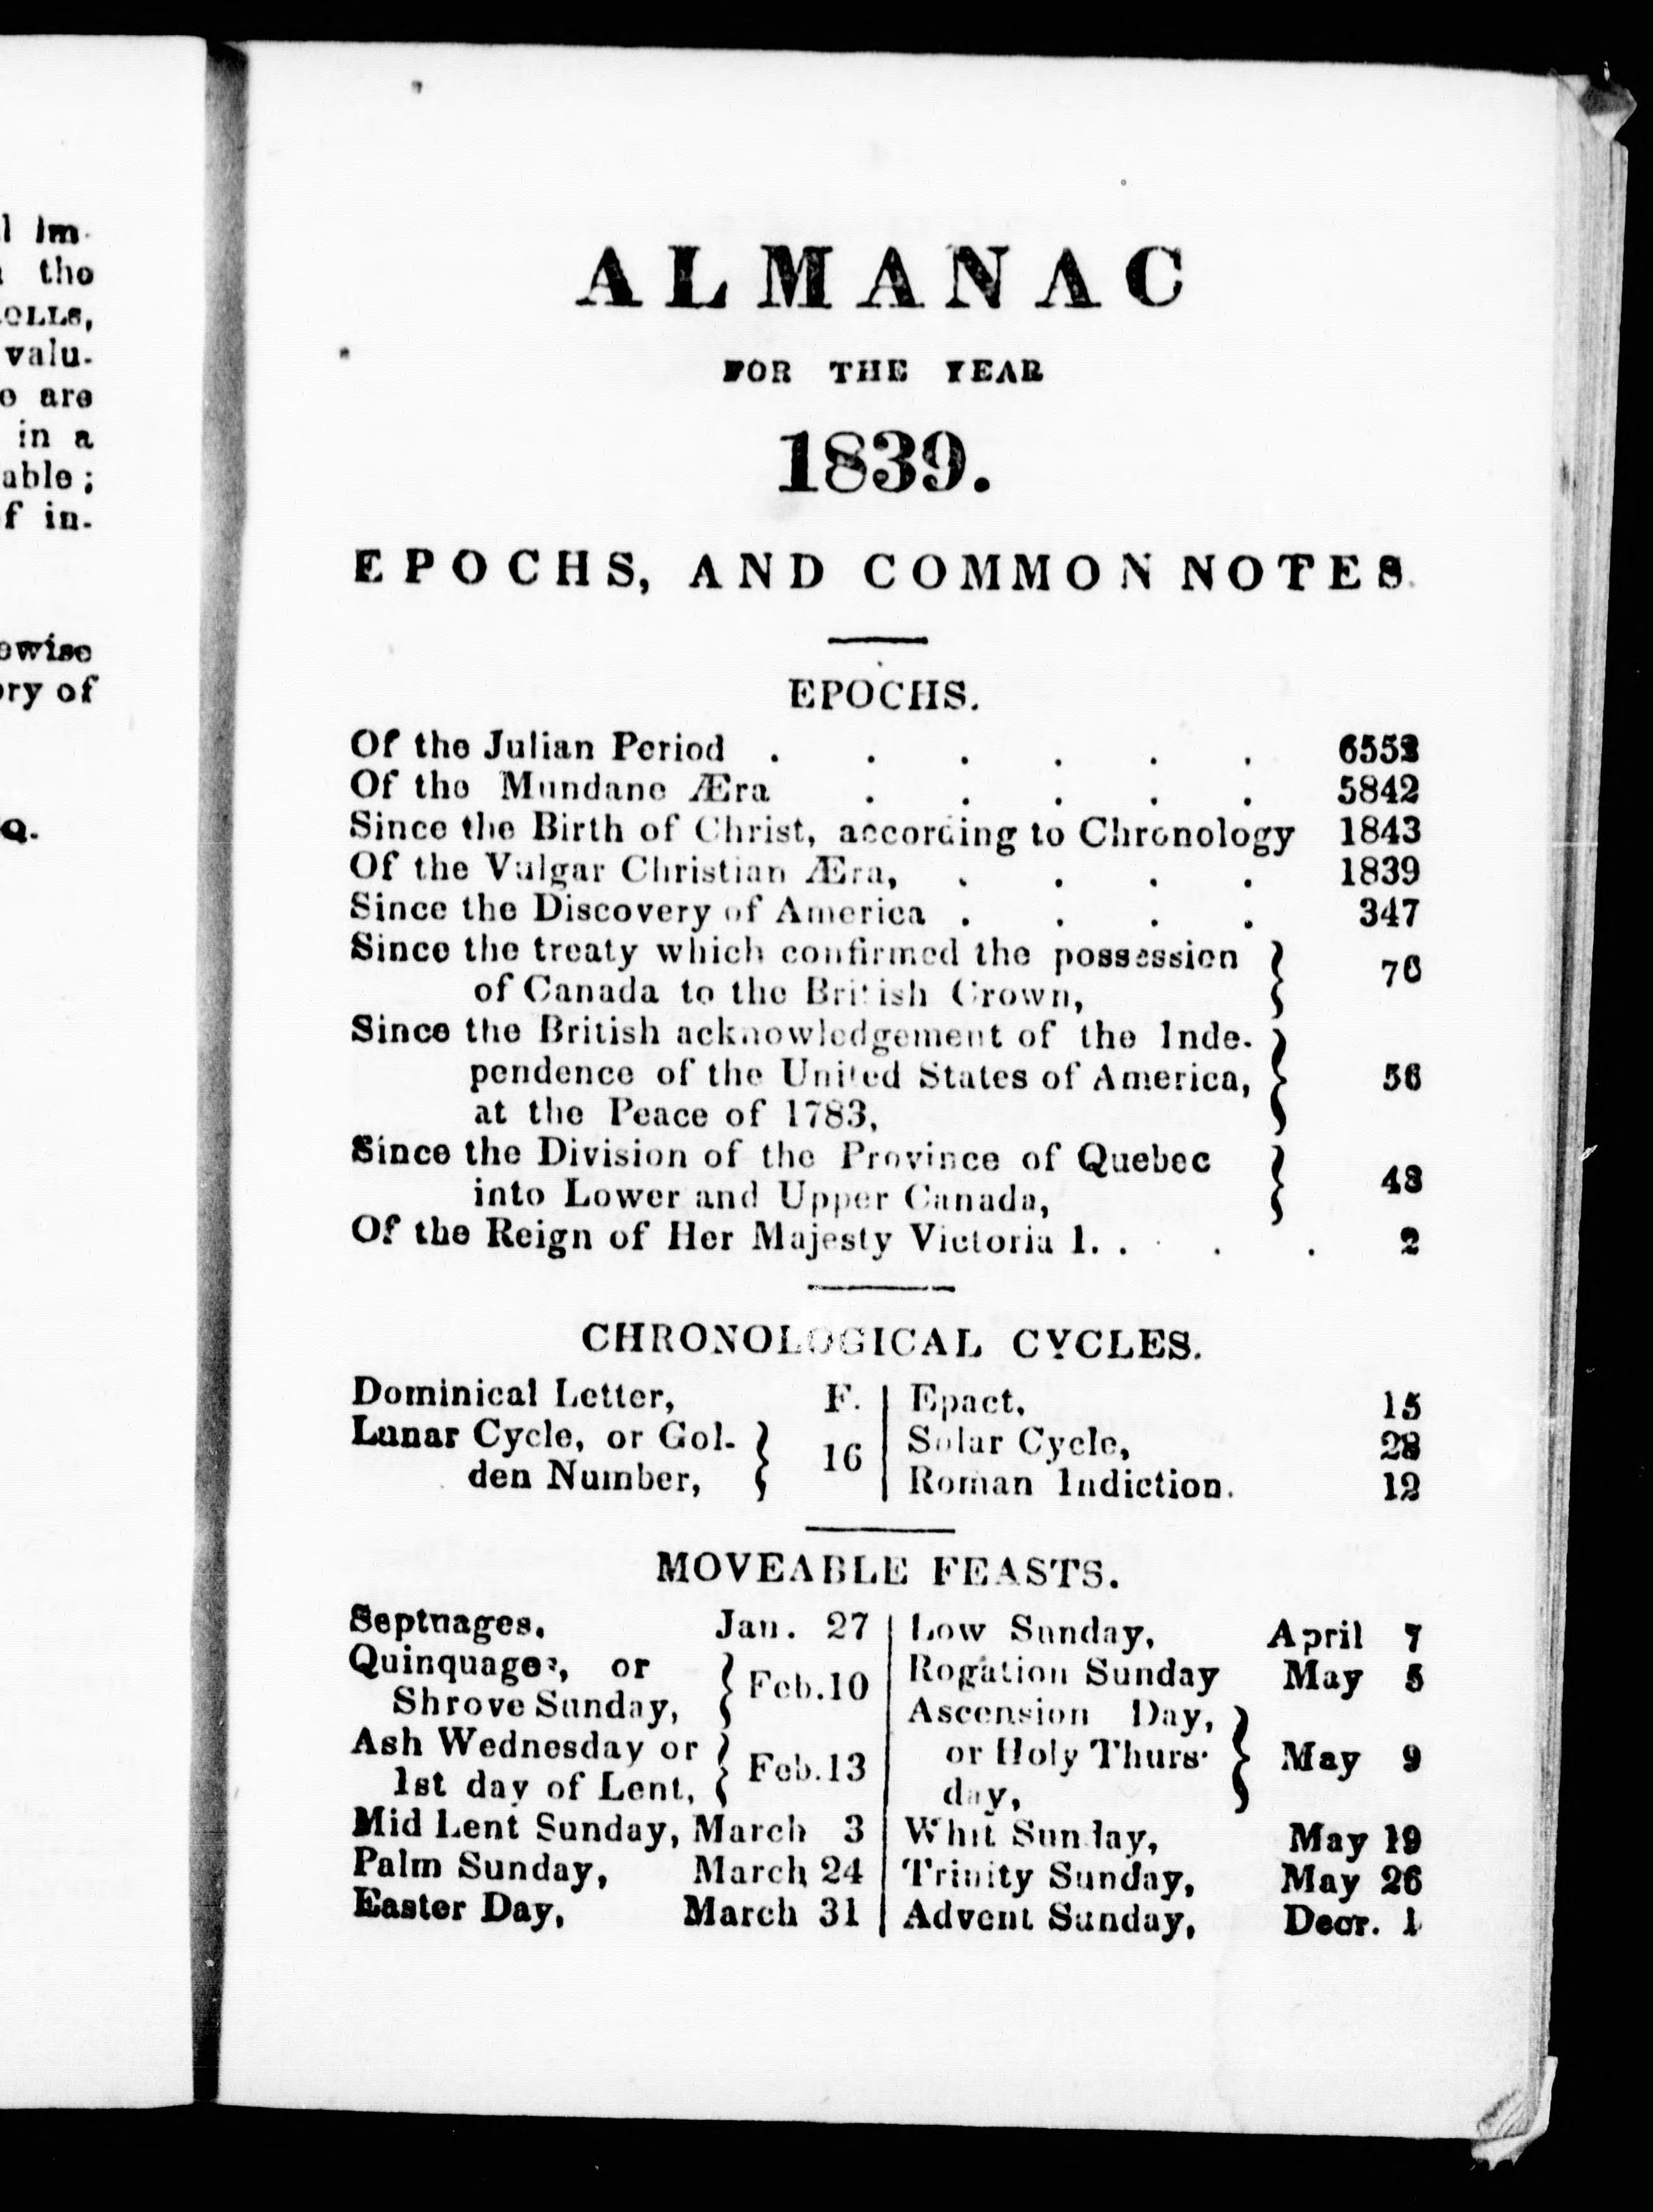 l Im-
the
OLLS,
valu-
o are
in a
able;
f in-
ewise
ory of
Q.
ALMANAC
FOR THE YEAR
1839.
EPOCHS, AND COMMON NOTES.
EPOCHS.
Of the Julian Period . . . . . . 6552
Of the Mundane Æra . . . . . 5842
Since the Birth of Christ, according to Chronology 1843
Of the Vulgar Christian Æra, . . . . 1839
Since the Discovery of America . . . . 347
Since the treaty which confirmed the possession
of Canada to the British Crown, } 76
Since the British acknowledgement of the Inde-
pendence of the United States of America, } 56
at the Peace of 1783,
Since the Division of the Province of Quebec
into Lower and Upper Canada, } 48
Of the Reign of Her Majesty Victoria 1. . . . 2
CHRONOLOGICAL CYCLES.
Dominical Letter, F.
Lunar Cycle, or Gol-
den Number, } 16
Epact, 15
Solar Cycle, 28
Roman Indiction. 12
MOVEABLE FEASTS.
Septuages. Jan. 27
Quinquages, or
Shrove Sunday, } Feb.10
Ash Wednesday or
1st day of Lent, } Feb.13
Mid Lent Sunday, March 3
Palm Sunday, March 24
Easter Day, March 31
Low Sunday, April 7
Rogation Sunday May 5
Ascension Day,
or Holy Thurs- } May 9
day,
Whit Sunday, May 19
Trinity Sunday, May 26
Advent Sunday, Decr. 1